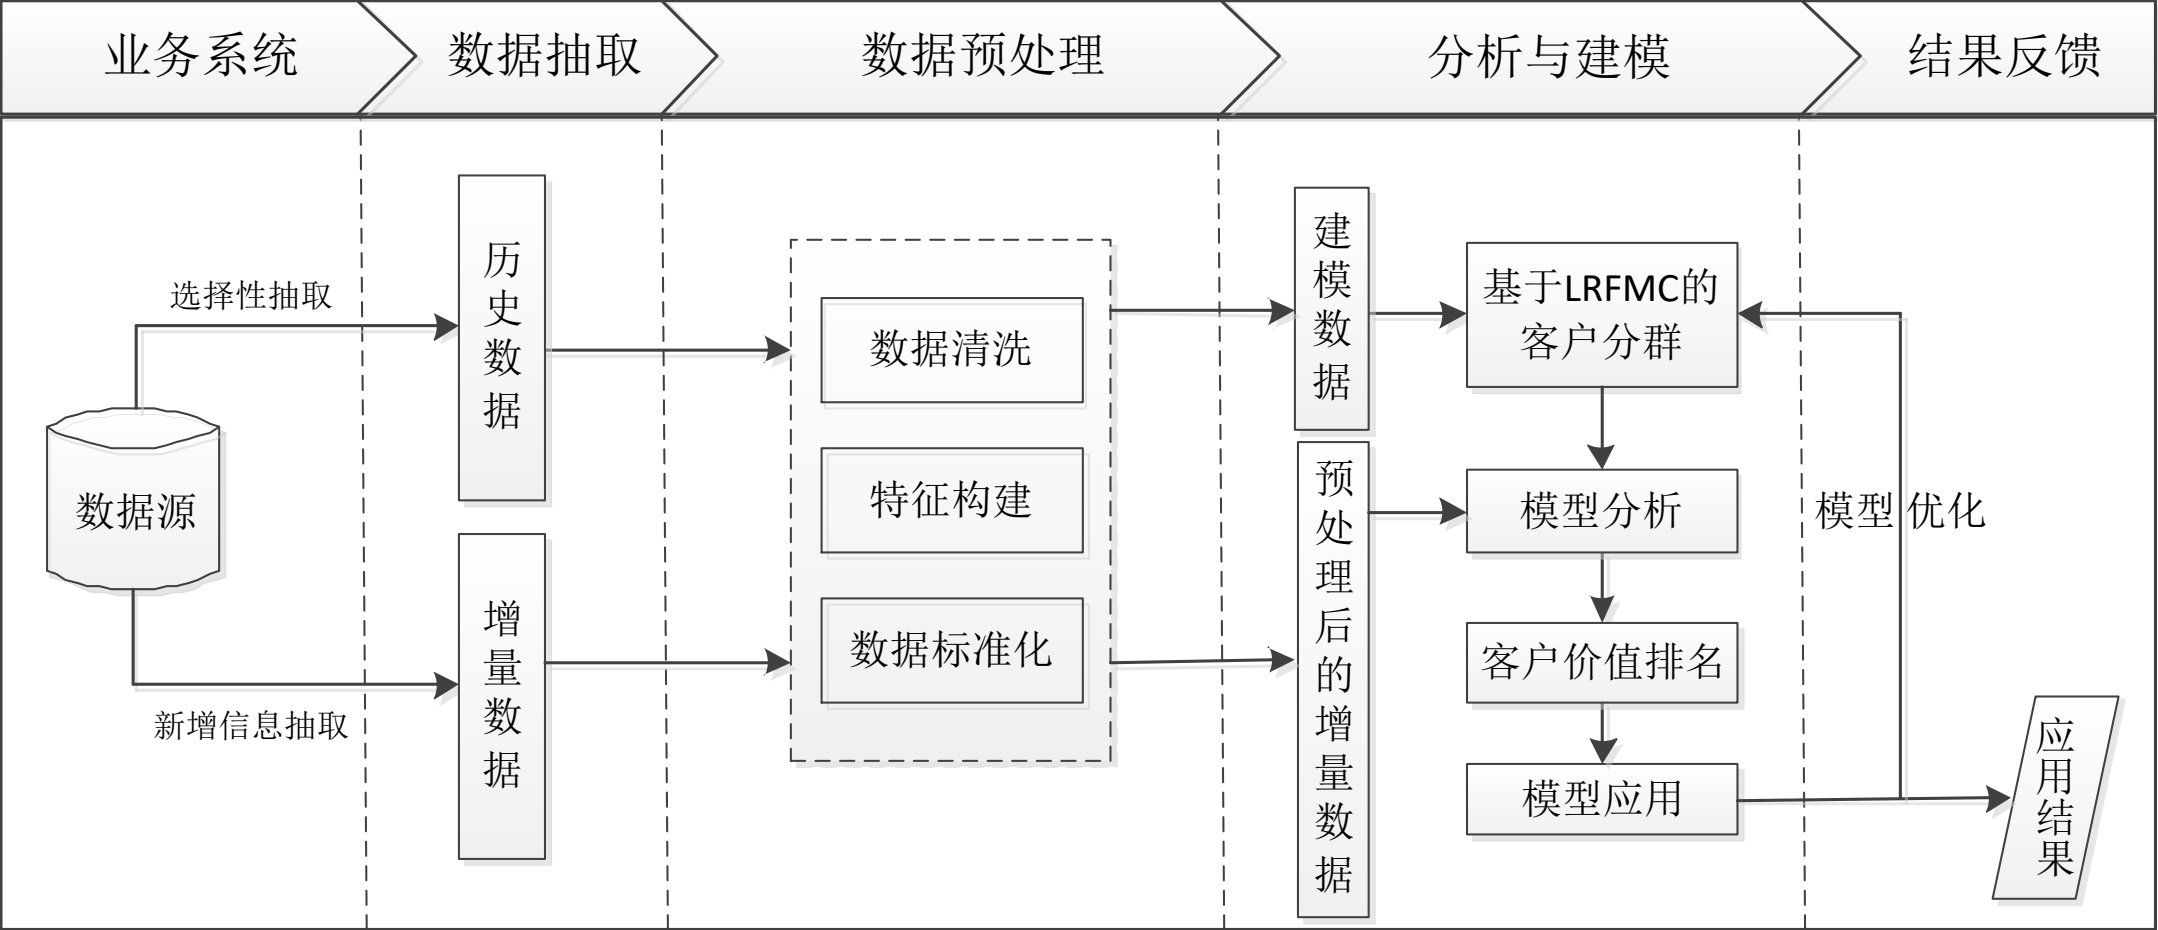 业务系统
数据抽取
数据预处理
分析与建模
结果反馈
选择性抽取
数据源
新增信息抽取
历史数据
增量数据
数据清洗
特征构建
数据标准化
建模数据
预处理后的增量数据
基于LRFMC的
客户分群
模型分析
客户价值排名
模型应用
模型优化
应用结果